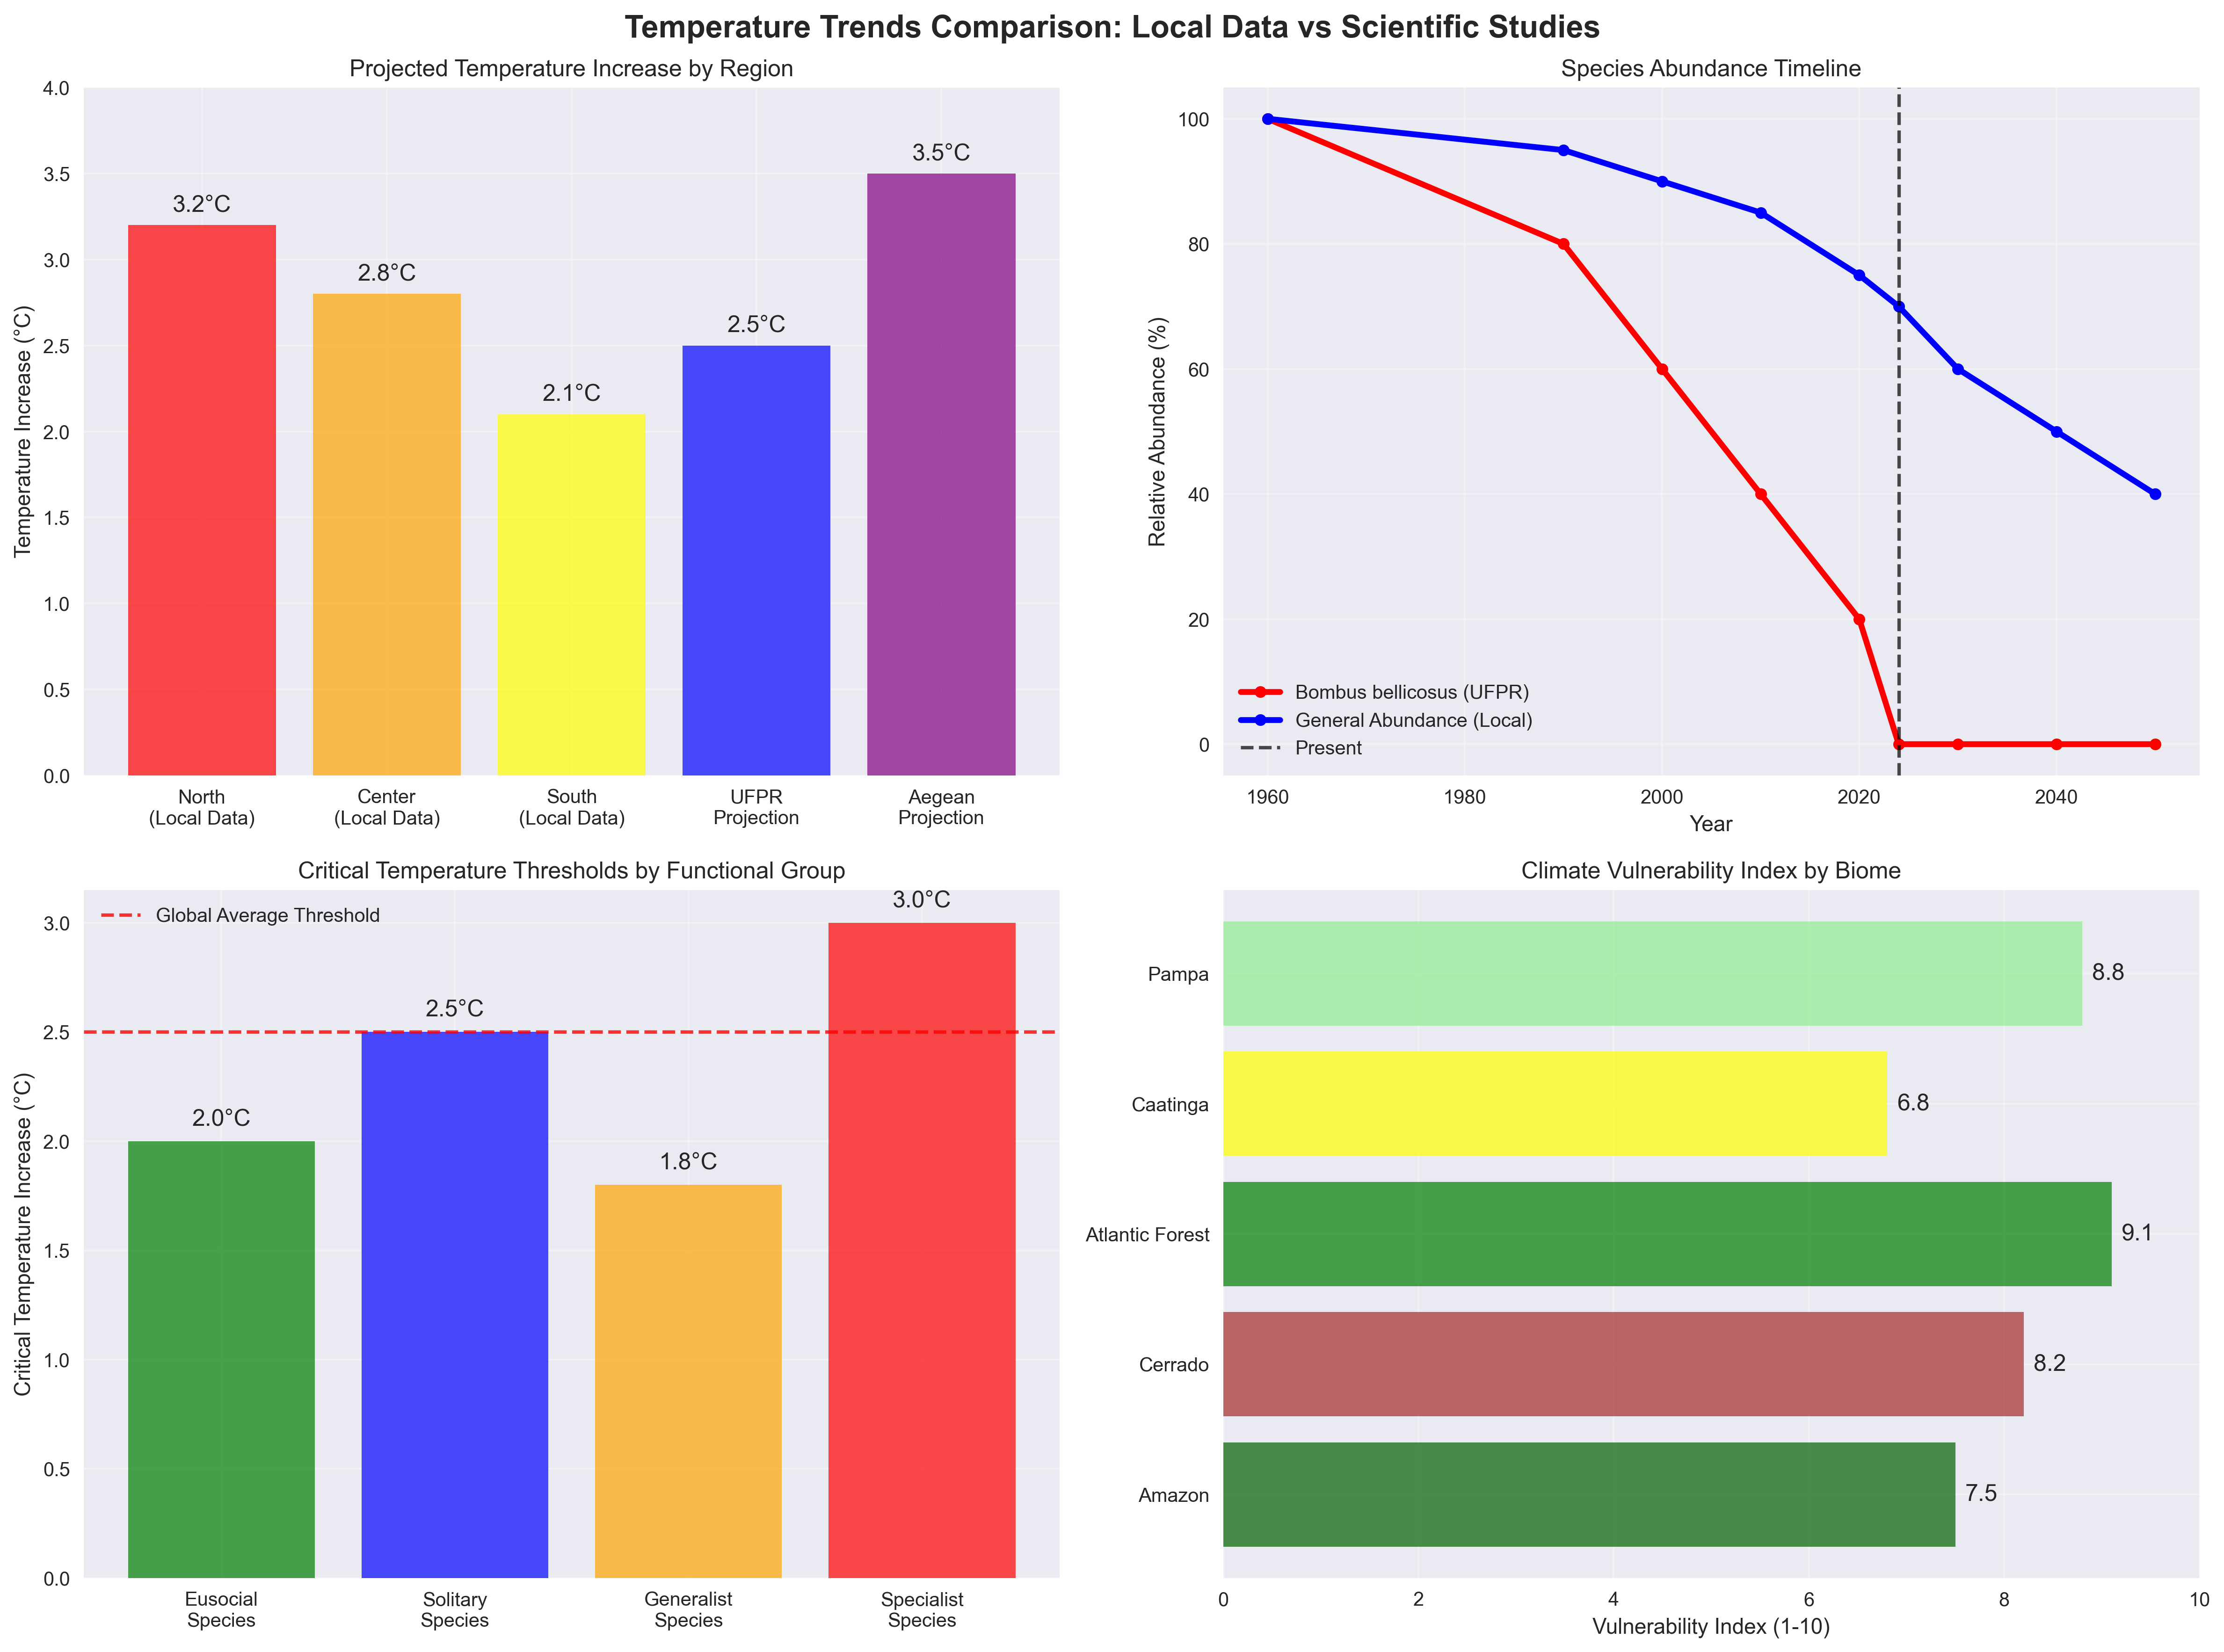 Temperature Trends Comparison: Local Data vs Scientific Studies
Projected Temperature Increase by Region
Temperature Increase (°C)
4.0
3.5
3.0
2.5
2.0
1.5
1.0
0.5
0.0
3.2°C
2.8°C
2.1°C
2.5°C
3.5°C
North
(Local Data)
Center
(Local Data)
South
(Local Data)
UFPR
Projection
Aegean
Projection
Species Abundance Timeline
Relative Abundance (%)
100
80
60
40
20
0
Bombus bellicosus (UFPR)
General Abundance (Local)
Present
1960
1980
2000
2020
2040
Year
Critical Temperature Thresholds by Functional Group
Critical Temperature Increase (°C)
3.0
2.5
2.0
1.5
1.0
0.5
0.0
Global Average Threshold
2.0°C
2.5°C
1.8°C
3.0°C
Eusocial
Species
Solitary
Species
Generalist
Species
Specialist
Species
Climate Vulnerability Index by Biome
Pampa
8.8
Caatinga
6.8
Atlantic Forest
9.1
Cerrado
8.2
Amazon
7.5
0
2
4
6
8
10
Vulnerability Index (1-10)